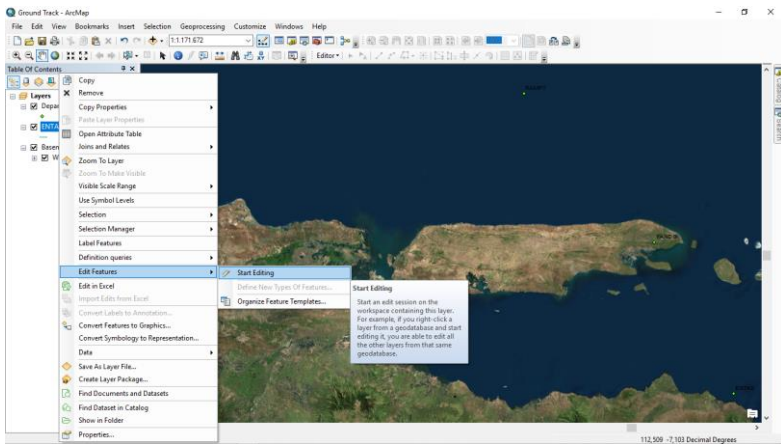 Ground Track - ArcMap
File Edit View Bookmarks Insert Selection Geoprocessing Customize Windows Help
1:1.171.672
Editor
Table Of Contents
Copy
Remove
Copy Properties
Paste Layer Properties
Open Attribute Table
Joins and Relates
Zoom To Layer
Zoom To Make Visible
Visible Scale Range
Use Symbol Levels
Selection
Selection Manager
Label Features
Definition queries
Edit Features
Edit in Excel
Import Edits from Excel
Convert Labels to Annotation...
Convert Features to Graphics...
Convert Symbology to Representation...
Data
Save As Layer File...
Create Layer Package...
Find Documents and Datasets
Find Dataset in Catalog
Show in Folder
Properties...
Layers
Depa
ENTA
Basem
W
Start Editing
Define New Types Of Features...
Organize Feature Templates...
Start Editing
Start an edit session on the
workspace containing this layer.
For example, if you right-click a
layer from a geodatabase and start
editing it, you are able to edit all
the other layers from that same
geodatabase.
Catalog
Search
112,509 -7,103 Decimal Degrees